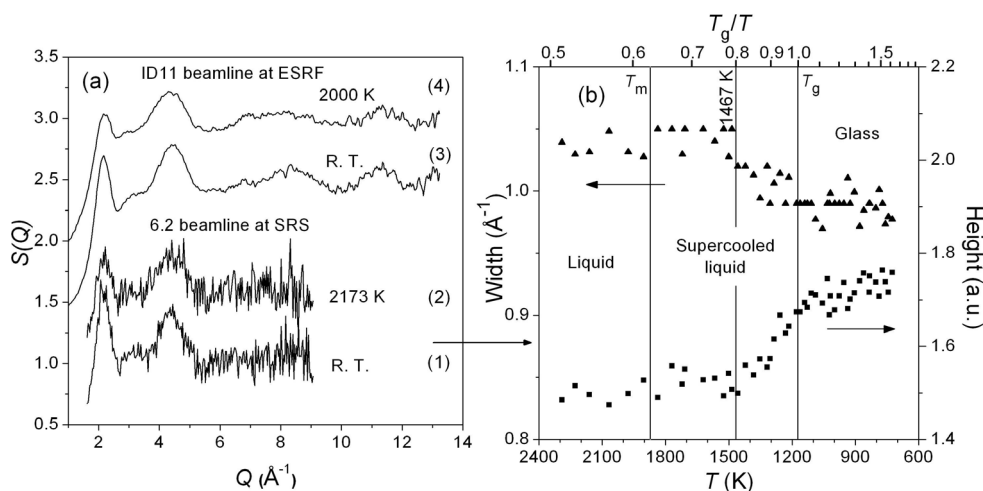 (a)
ID11 beamline at ESRF
2000 K
(4)
R. T.
(3)
6.2 beamline at SRS
2173 K
(2)
R. T.
(1)
S(Q)
3.5
3.0
2.5
2.0
1.5
1.0
0.5
2 4 6 8 10 12 14
Q (Å⁻¹)
T_g/T
0.5 0.6 0.7 0.8 0.9 1.0 1.5
(b)
T_m
1467 K
T_g
Glass
Supercooled
liquid
Liquid
Width (Å⁻¹)
1.1
1.0
0.9
0.8
Height (a.u.)
2.2
2.0
1.8
1.6
1.4
2400 2100 1800 1500 1200 900 600
T (K)